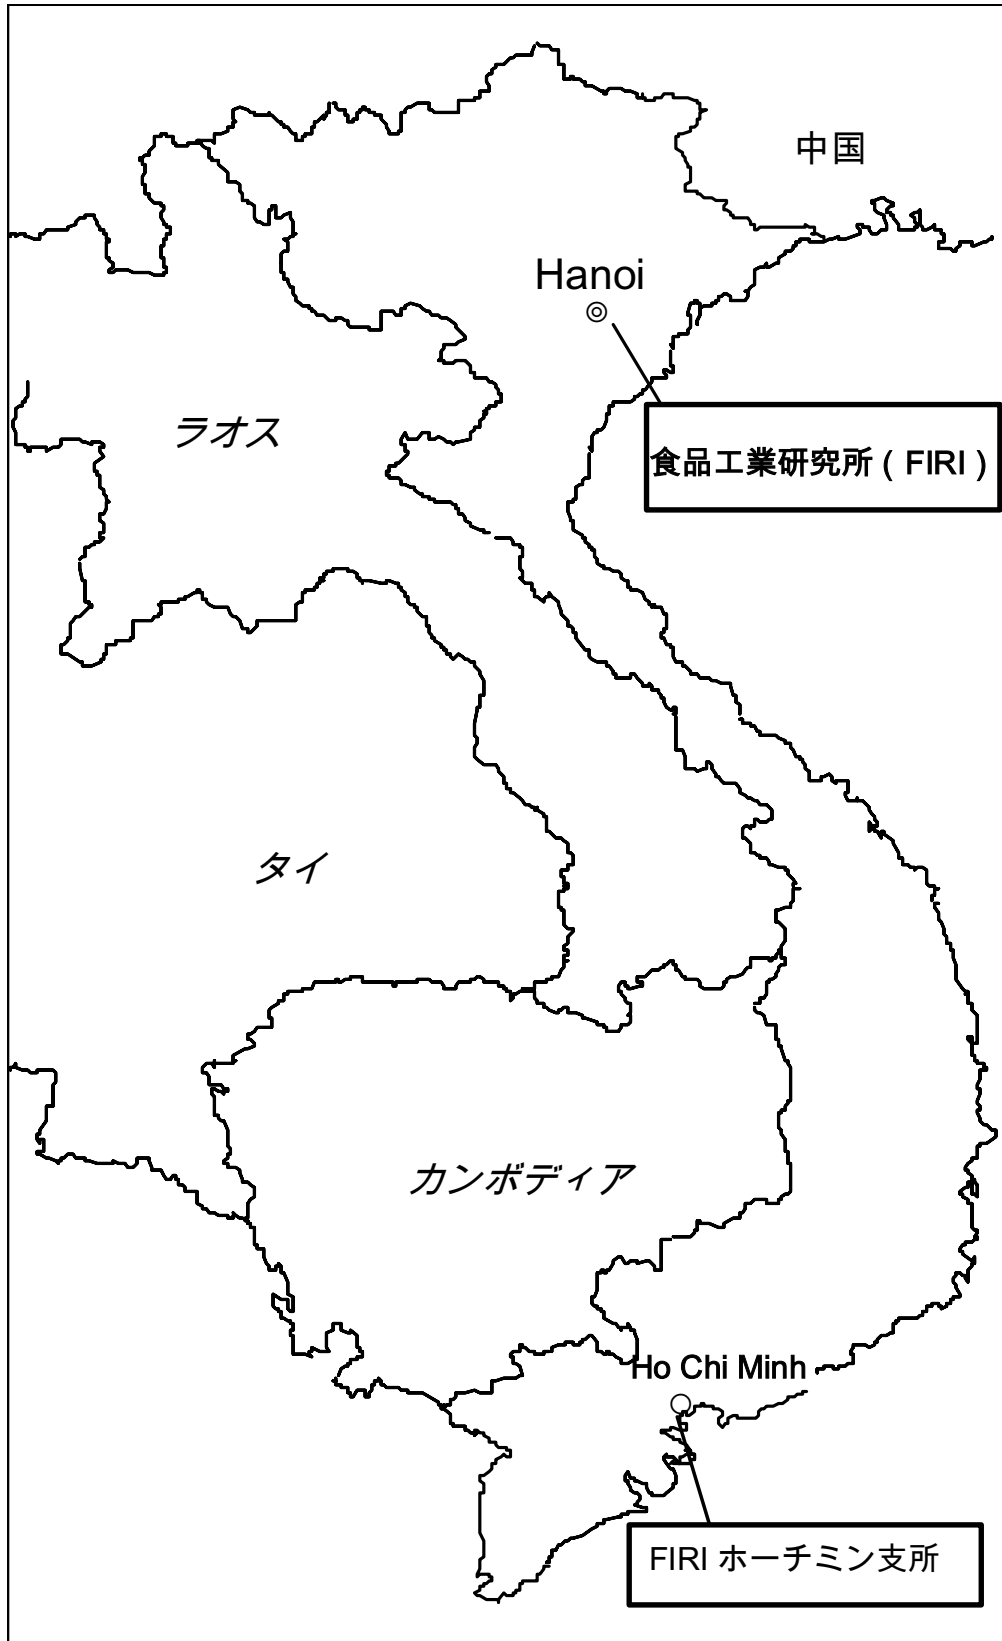 中国
Hanoi
ラオス
食品工業研究所 ( FIRI )
タイ
カンボディア
Ho Chi Minh
FIRI ホーチミン支所